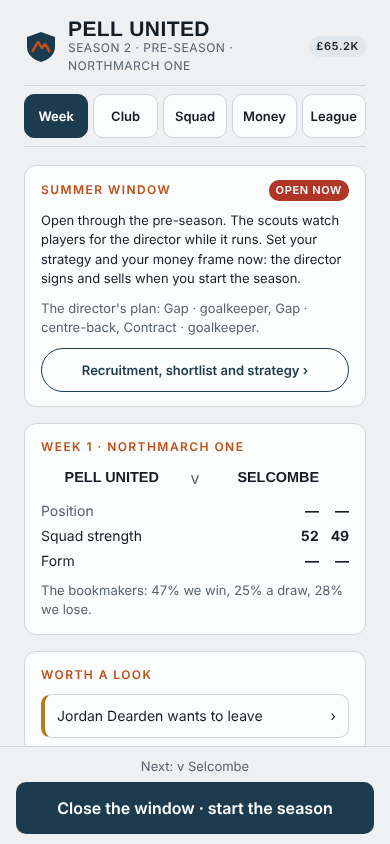 PELL UNITED
SEASON 2 · PRE-SEASON ·
NORTHMARCH ONE
£65.2K
Week
Club
Squad
Money
League
SUMMER WINDOW
OPEN NOW
Open through the pre-season. The scouts watch
players for the director while it runs. Set your
strategy and your money frame now: the director
signs and sells when you start the season.
The director's plan: Gap · goalkeeper, Gap ·
centre-back, Contract · goalkeeper.
Recruitment, shortlist and strategy ›
WEEK 1 · NORTHMARCH ONE
PELL UNITED v SELCOMBE
Position — —
Squad strength 52 49
Form — —
The bookmakers: 47% we win, 25% a draw, 28%
we lose.
WORTH A LOOK
Jordan Dearden wants to leave ›
Next: v Selcombe
Close the window · start the season